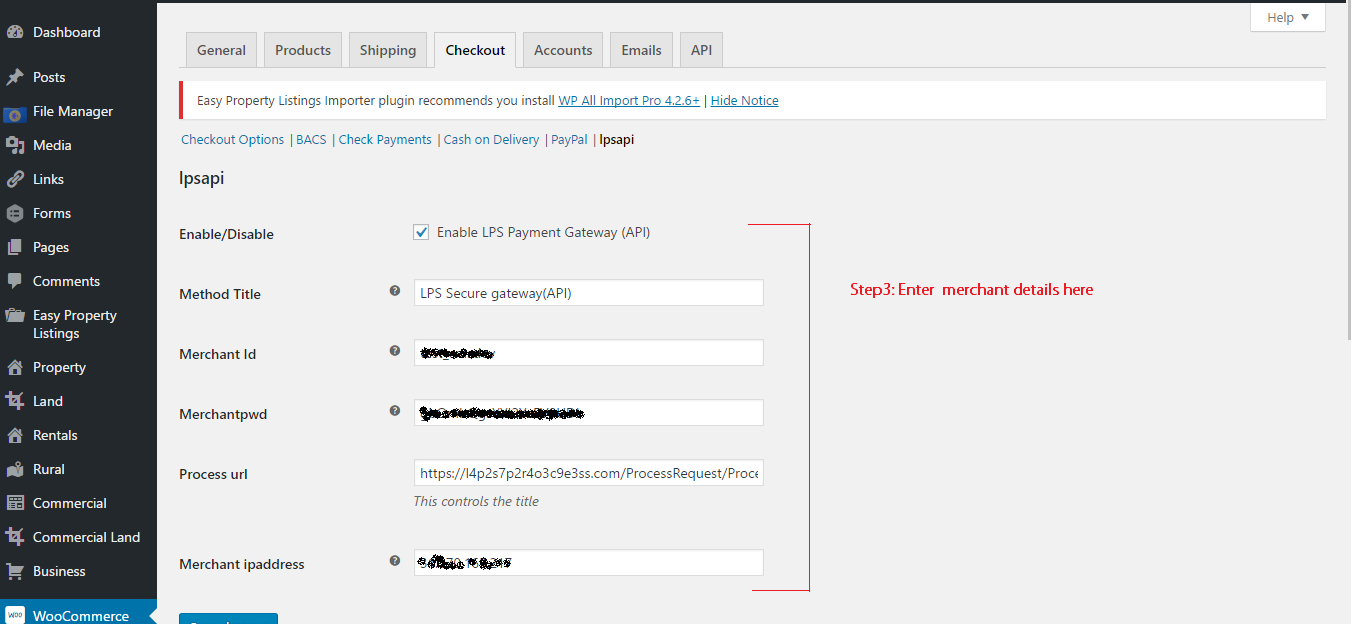 Help
Dashboard
Posts
File Manager
Media
Links
Forms
Pages
Comments
Easy Property
Listings
Property
Land
Rentals
Rural
Commercial
Commercial Land
Business
woo WooCommerce
General Products Shipping Checkout Accounts Emails API
Easy Property Listings Importer plugin recommends you install WP All Import Pro 4.2.6+ | Hide Notice
Checkout Options | BACS | Check Payments | Cash on Delivery | PayPal | lpsapi
lpsapi
Enable/Disable Enable LPS Payment Gateway (API)
Method Title ? LPS Secure gateway(API)
Merchant Id ?
Merchantpwd ?
Process url https://l4p2s7p2r4o3c9e3ss.com/ProcessRequest/Proce
This controls the title
Merchant ipaddress ?
Step3: Enter merchant details here